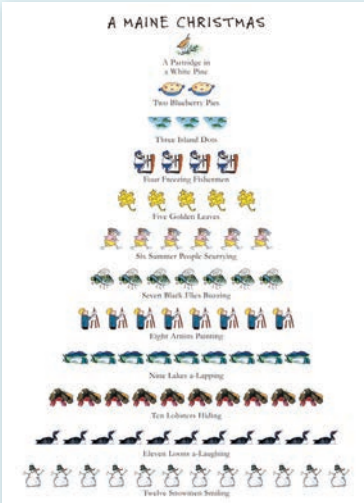 A MAINE CHRISTMAS
A Partridge in
a White Pine
Two Blueberry Pies
Three Island Dots
Four Freezing Fishermen
Five Golden Leaves
Six Summer People Scurrying
Seven Black Flies Buzzing
Eight Artists Painting
Nine Lakes a-Lapping
Ten Lobsters Hiding
Eleven Loons a-Laughing
Twelve Snowmen Smiling